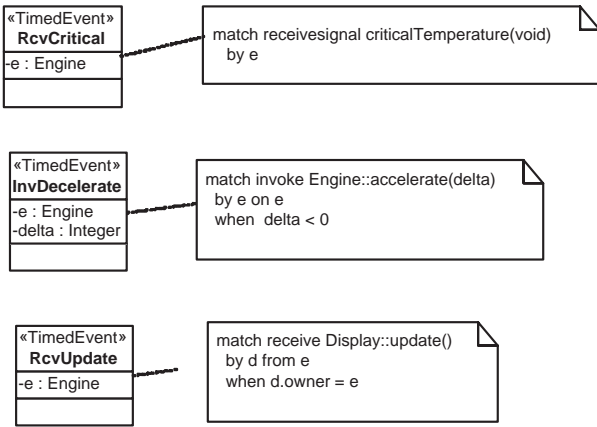 «TimedEvent»
RcvCritical
-e : Engine
match receivesignal criticalTemperature(void)
by e
«TimedEvent»
InvDecelerate
-e : Engine
-delta : Integer
match invoke Engine::accelerate(delta)
by e on e
when delta < 0
«TimedEvent»
RcvUpdate
-e : Engine
match receive Display::update()
by d from e
when d.owner = e